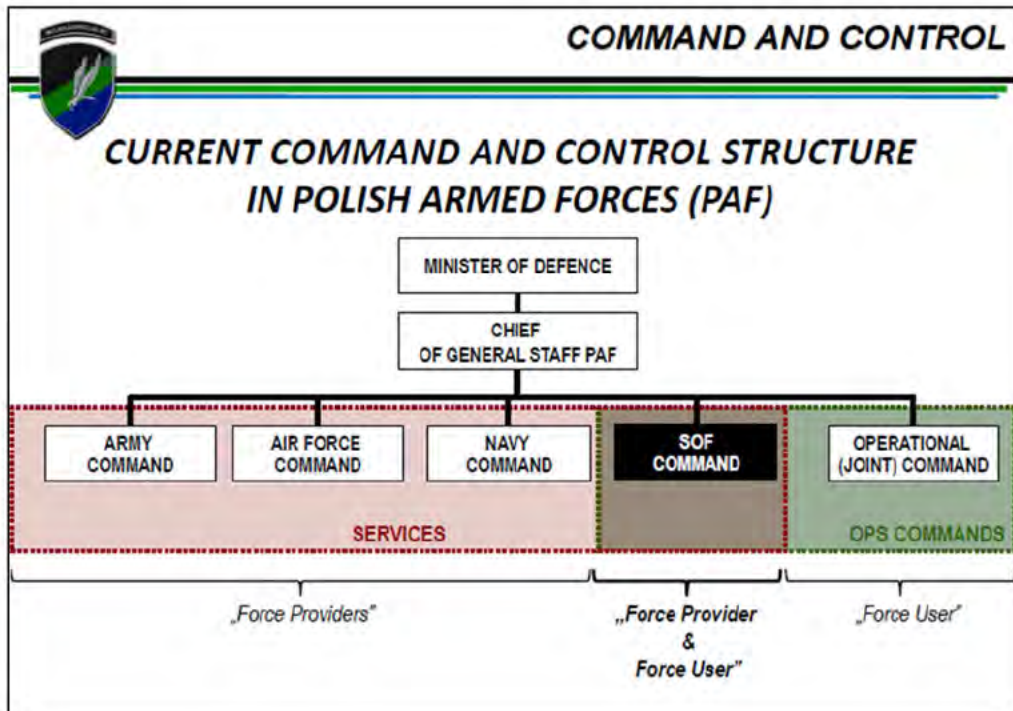 COMMAND AND CONTROL
CURRENT COMMAND AND CONTROL STRUCTURE
IN POLISH ARMED FORCES (PAF)
MINISTER OF DEFENCE
CHIEF
OF GENERAL STAFF PAF
ARMY
COMMAND
AIR FORCE
COMMAND
NAVY
COMMAND
SOF
COMMAND
OPERATIONAL
(JOINT) COMMAND
SERVICES
OPS COMMANDS
„Force Providers”
„Force Provider
&
Force User”
„Force User”